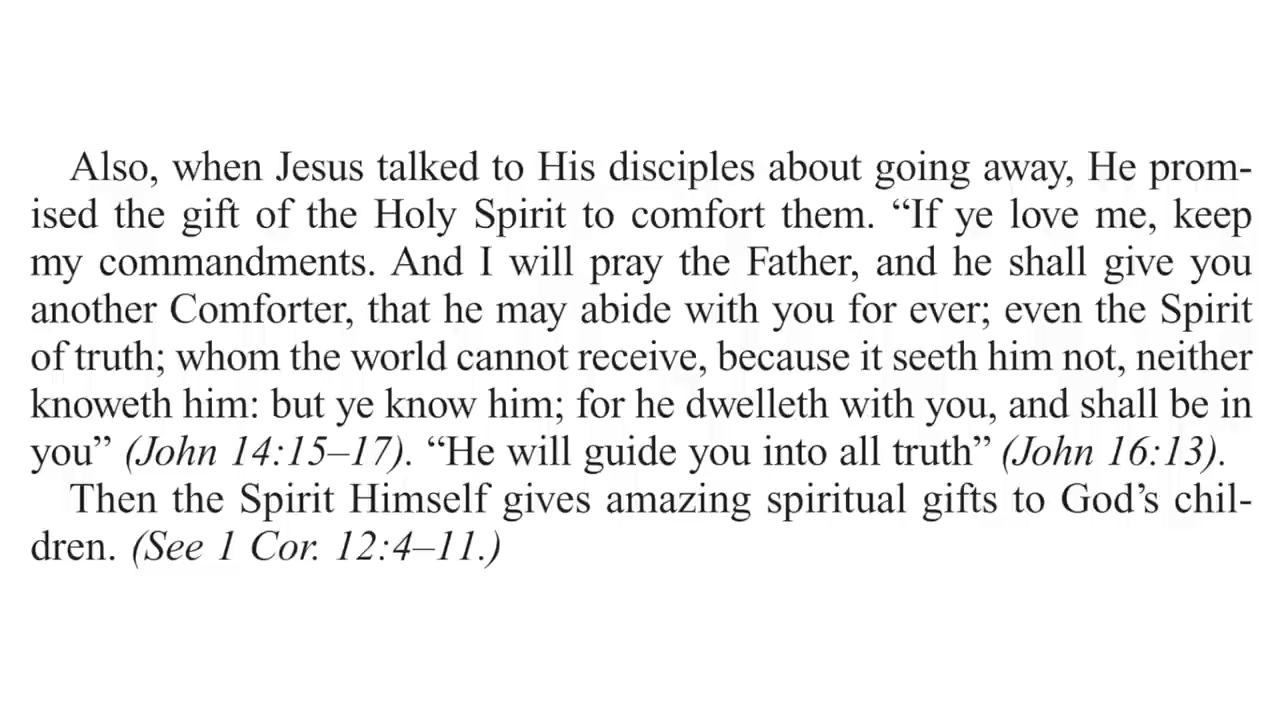 Also, when Jesus talked to His disciples about going away, He prom-
ised the gift of the Holy Spirit to comfort them. “If ye love me, keep
my commandments. And I will pray the Father, and he shall give you
another Comforter, that he may abide with you for ever; even the Spirit
of truth; whom the world cannot receive, because it seeth him not, neither
knoweth him: but ye know him; for he dwelleth with you, and shall be in
you” (John 14:15–17). “He will guide you into all truth” (John 16:13).
Then the Spirit Himself gives amazing spiritual gifts to God’s chil-
dren. (See 1 Cor. 12:4–11.)